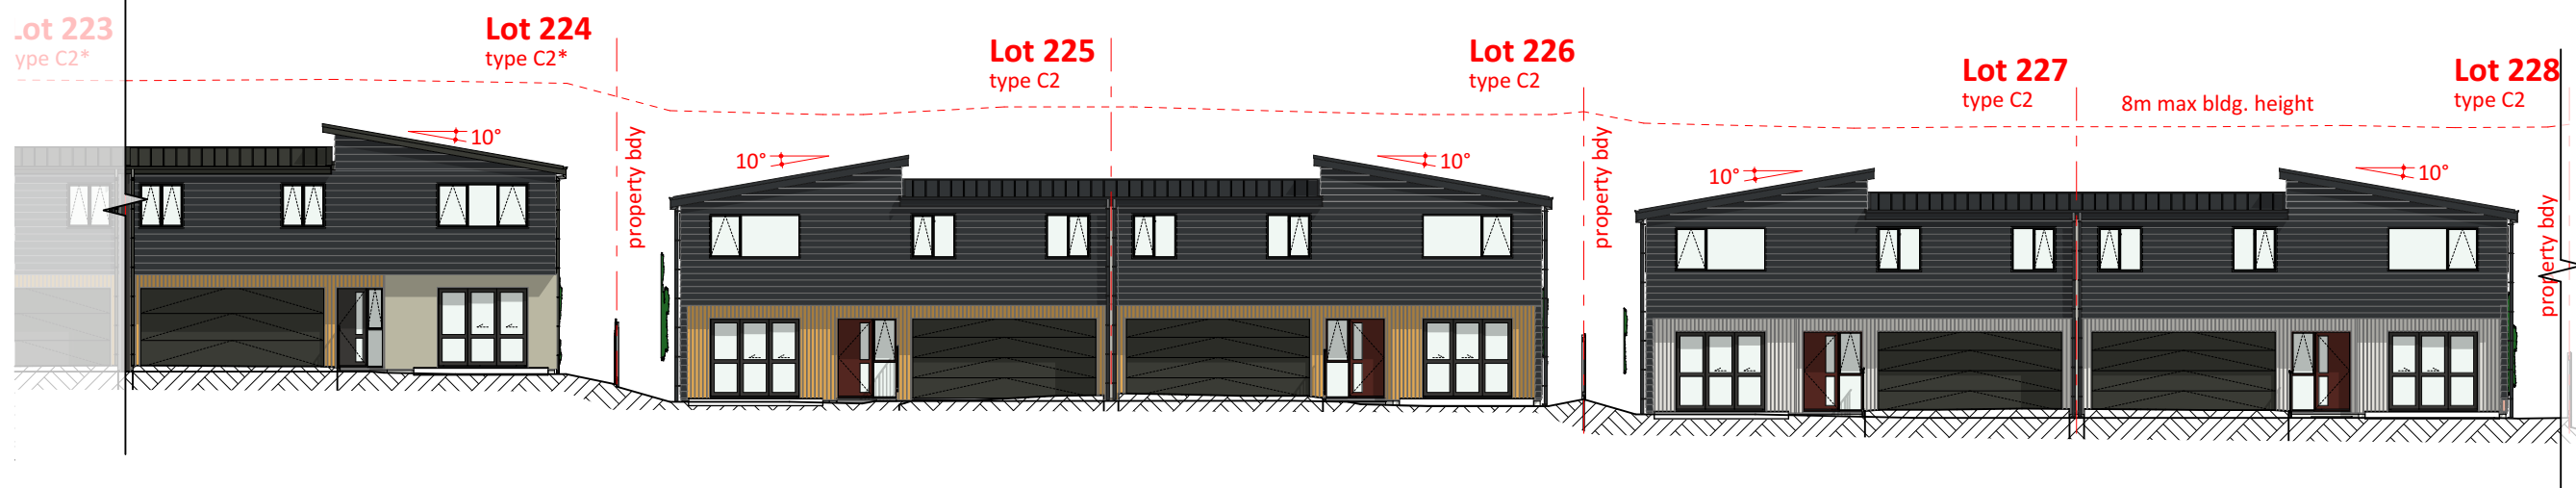 Lot 223
ype C2*
Lot 224
type C2*
Lot 225
type C2
Lot 226
type C2
Lot 227
type C2
Lot 228
type C2
8m max bldg. height
10°
10°
10°
10°
10°
property bdy
property bdy
property bdy